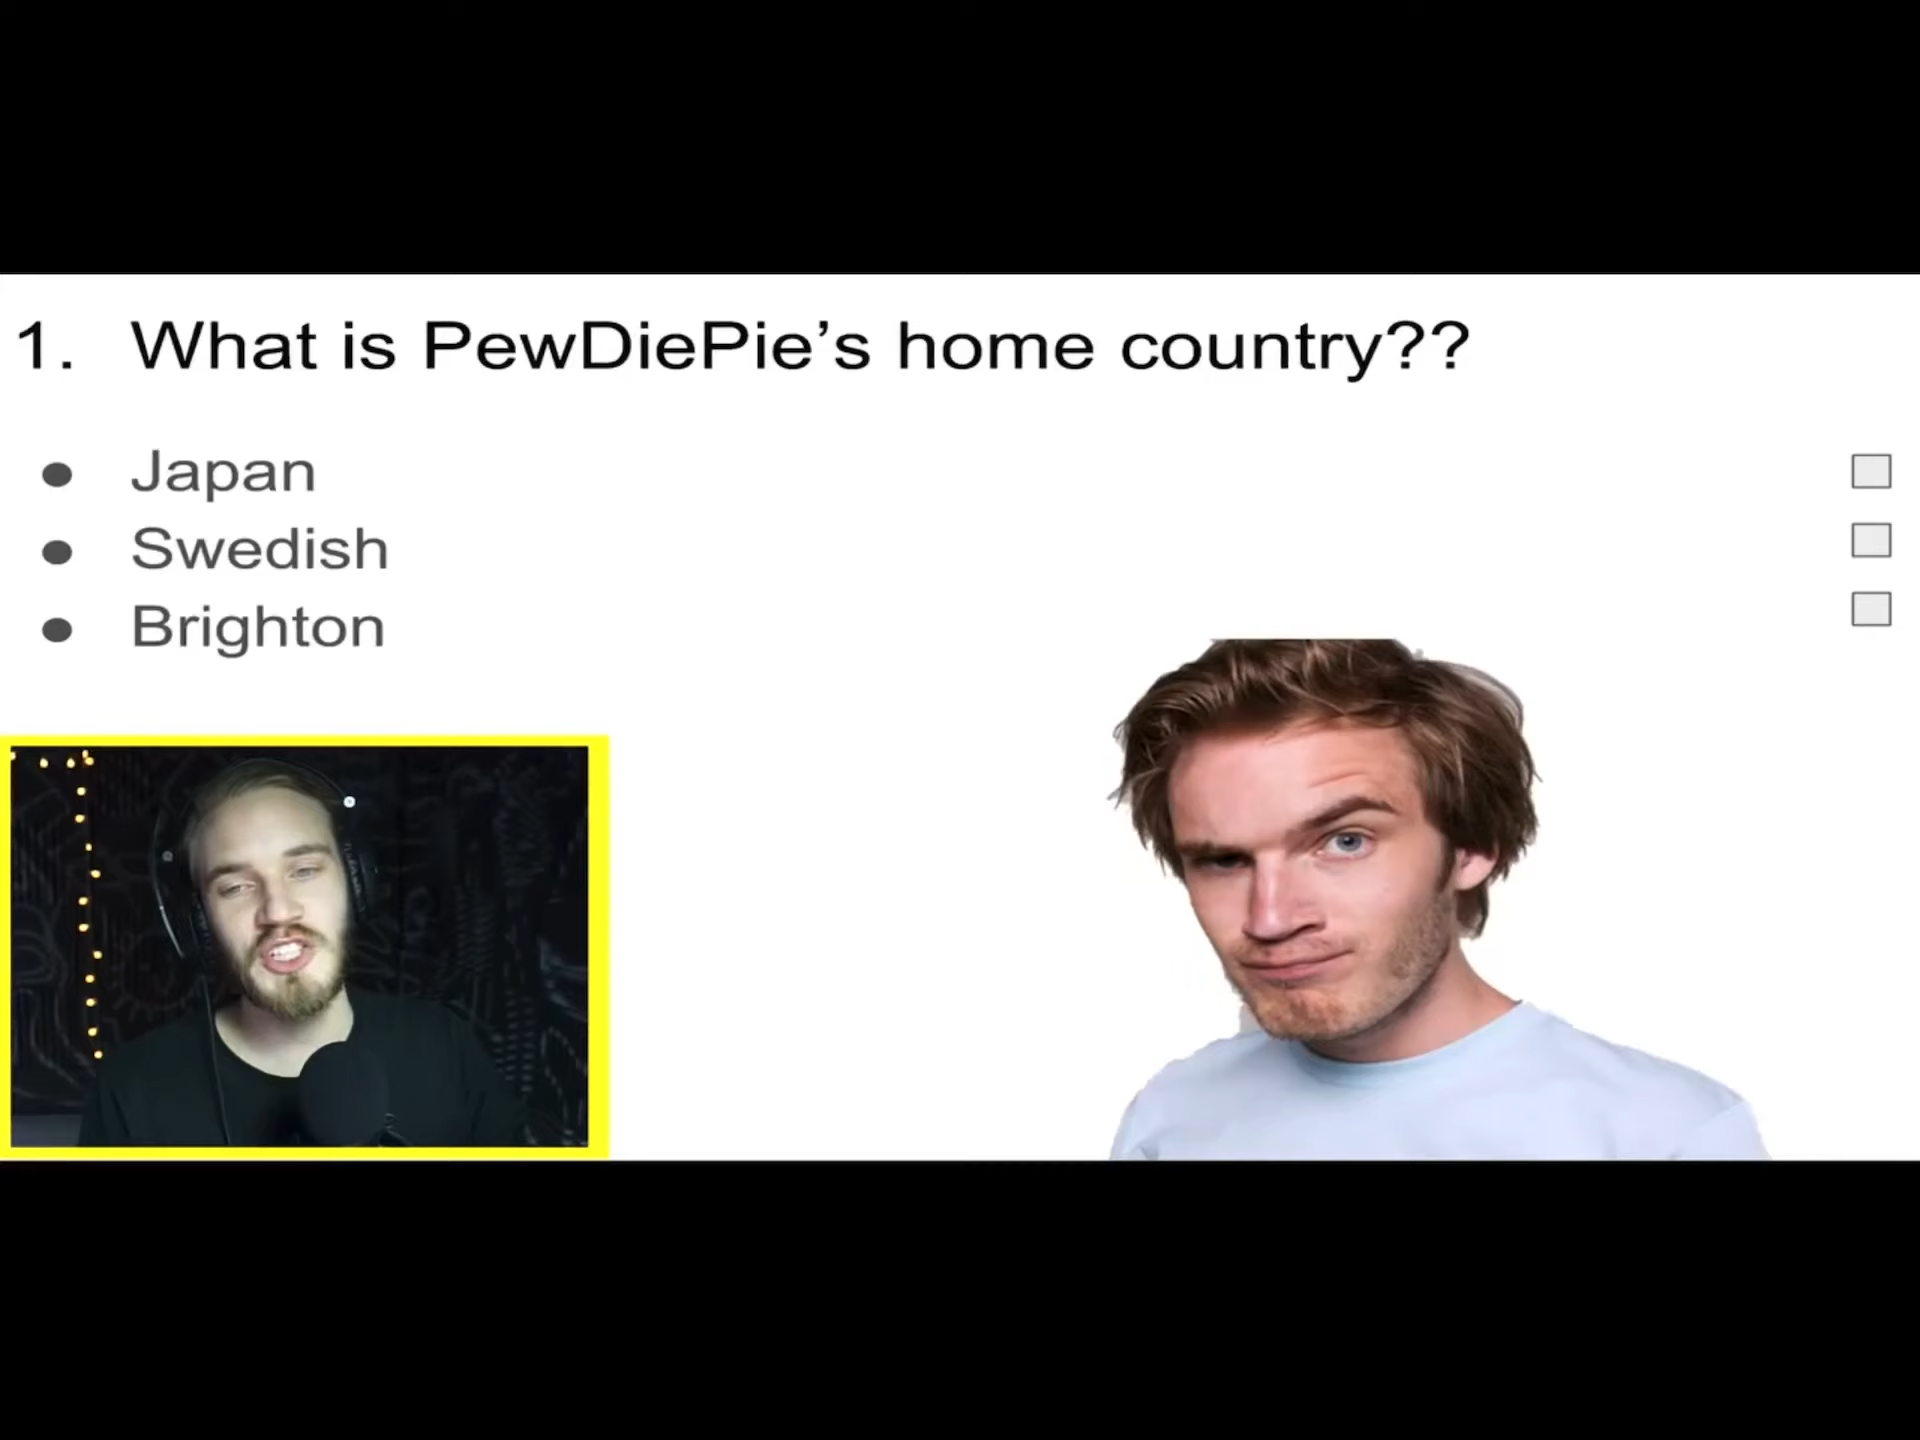 1. What is PewDiePie’s home country??
● Japan
● Swedish
● Brighton